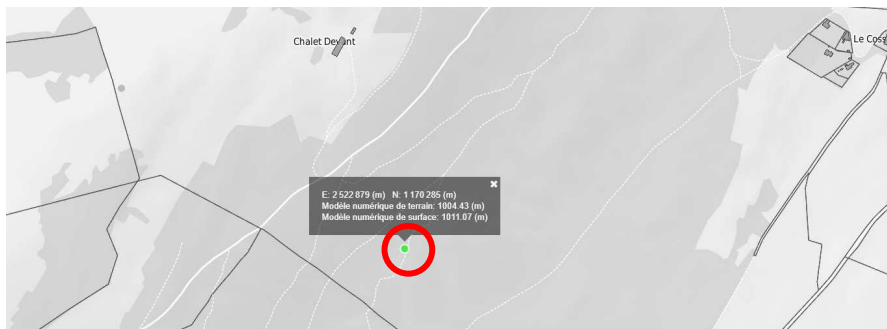 Chalet Devant
Le Coss
E: 2 522 879 (m) N: 1 170 285 (m)
Modèle numérique de terrain: 1004.43 (m)
Modèle numérique de surface: 1011.07 (m)